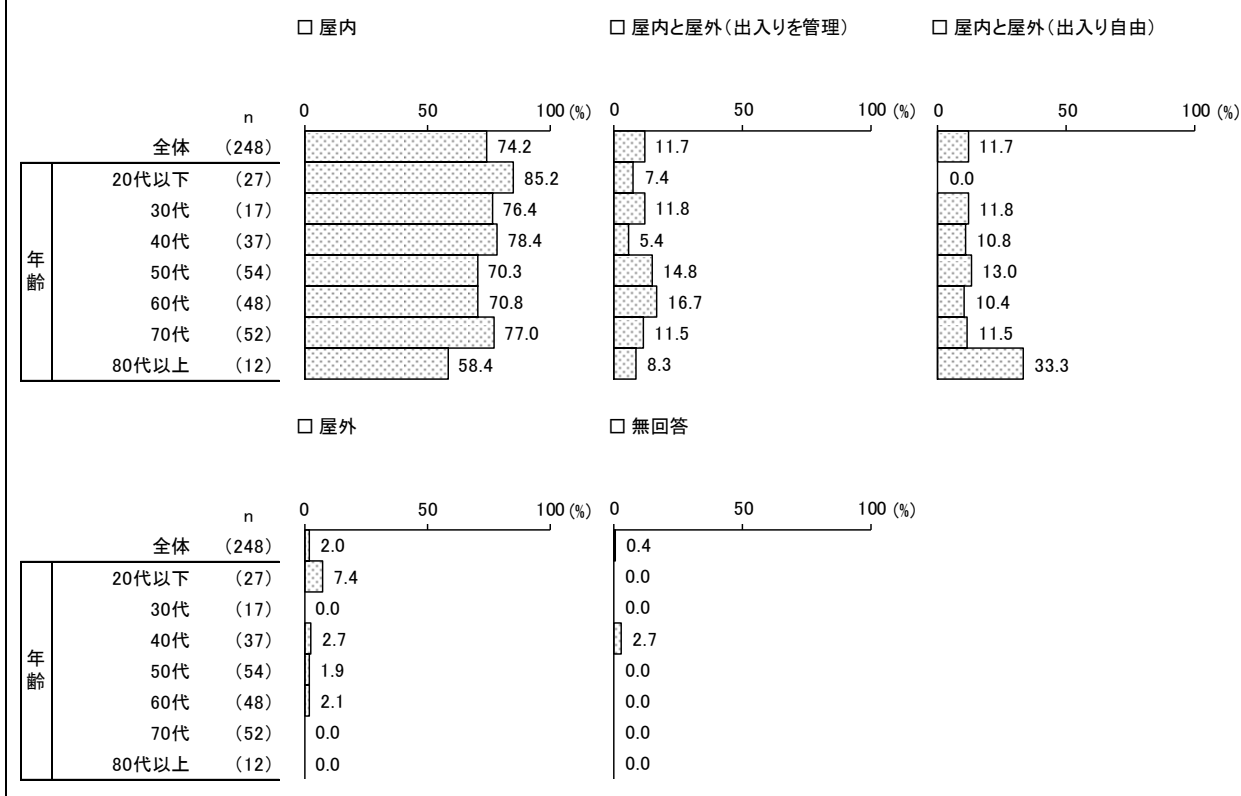 □ 屋内 □ 屋内と屋外(出入りを管理) □ 屋内と屋外(出入り自由)
n 0 50 100 (%) 0 50 100 (%) 0 50 100 (%)
全体 (248) 74.2 11.7 11.7
年齢
20代以下 (27) 85.2 7.4 0.0
30代 (17) 76.4 11.8 11.8
40代 (37) 78.4 5.4 10.8
50代 (54) 70.3 14.8 13.0
60代 (48) 70.8 16.7 10.4
70代 (52) 77.0 11.5 11.5
80代以上 (12) 58.4 8.3 33.3
□ 屋外 □ 無回答
n 0 50 100 (%) 0 50 100 (%)
全体 (248) 2.0 0.4
年齢
20代以下 (27) 7.4 0.0
30代 (17) 0.0 0.0
40代 (37) 2.7 2.7
50代 (54) 1.9 0.0
60代 (48) 2.1 0.0
70代 (52) 0.0 0.0
80代以上 (12) 0.0 0.0